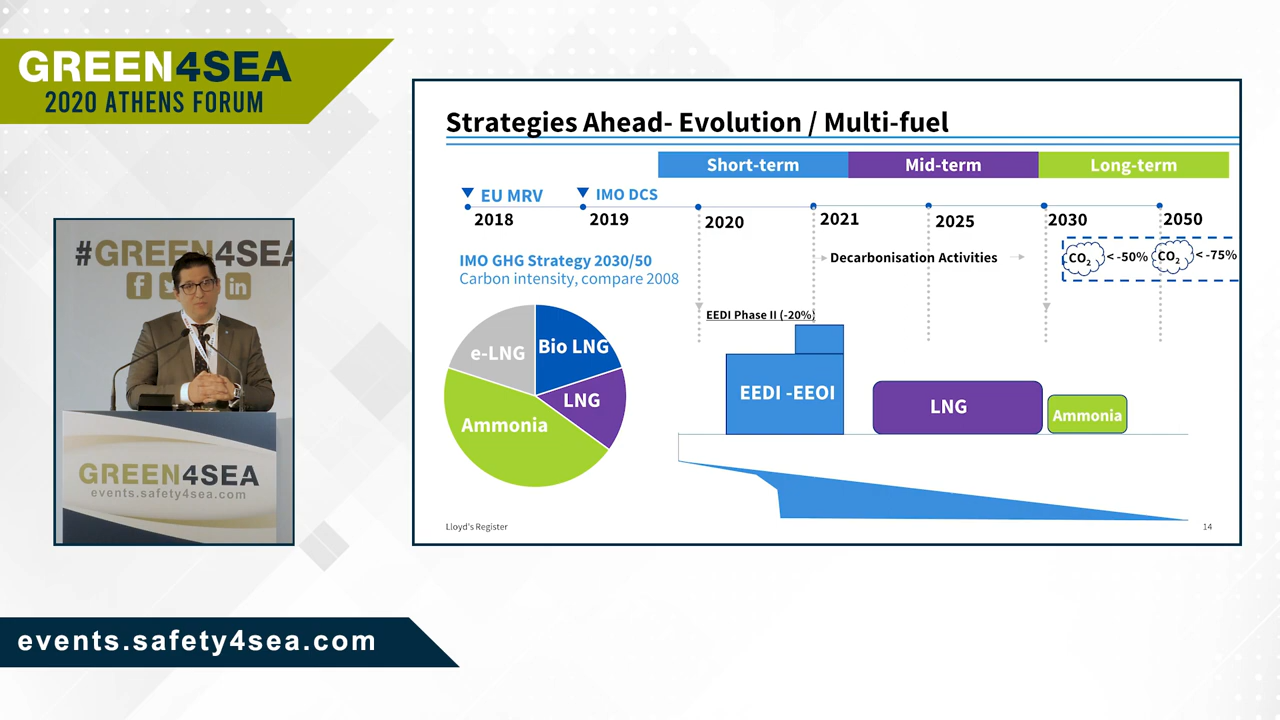 GREEN4SEA
2020 ATHENS FORUM
#GREEN4SEA
f
in
GREEN4SEA
events.safety4sea.com
events.safety4sea.com
Strategies Ahead- Evolution / Multi-fuel
Short-term Mid-term Long-term
EU MRV IMO DCS
2018 2019 2020 2021 2025 2030 2050
IMO GHG Strategy 2030/50
Carbon intensity, compare 2008
Decarbonisation Activities
CO2 < -50% CO2 < -75%
EEDI Phase II (-20%)
e-LNG Bio LNG
LNG
Ammonia
EEDI -EEOI
LNG
Ammonia
Lloyd's Register
14